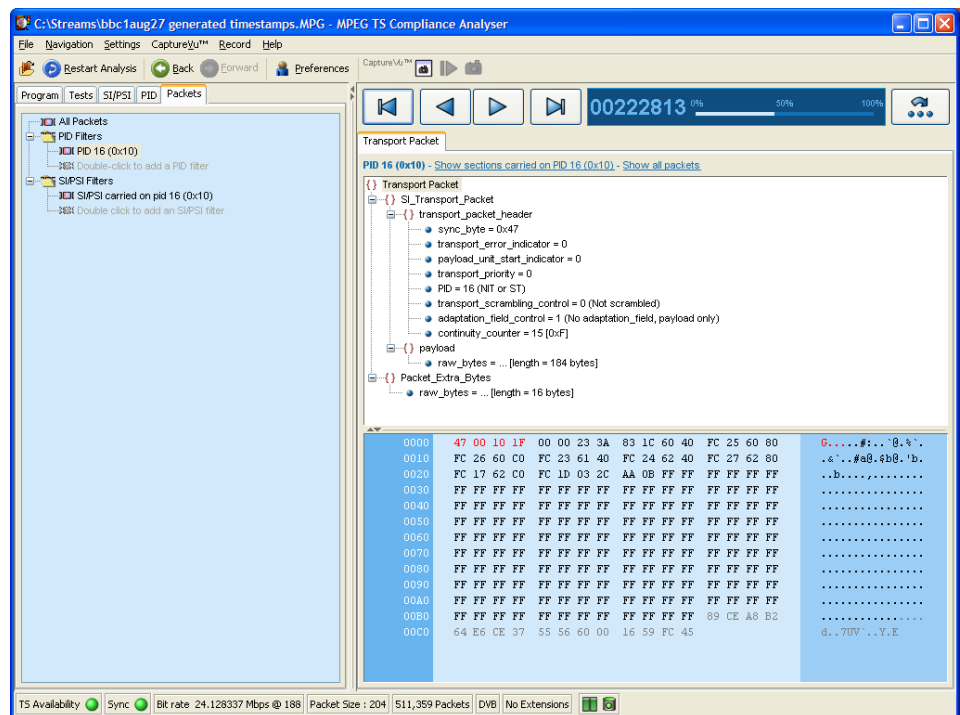 C:\Streams\bbc1aug27 generated timestamps.MPG - MPEG TS Compliance Analyser
File Navigation Settings CaptureVu™ Record Help
Restart Analysis Back Forward Preferences CaptureVu™
Program Tests SI/PSI PID Packets
All Packets
PID Filters
PID 16 (0x10)
Double-click to add a PID filter
SI/PSI Filters
SI/PSI carried on pid 16 (0x10)
Double click to add an SI/PSI filter
00222813 0% 50% 100%
Transport Packet
PID 16 (0x10) - Show sections carried on PID 16 (0x10) - Show all packets
{} Transport Packet
{} SI_Transport_Packet
{} transport_packet_header
sync_byte = 0x47
transport_error_indicator = 0
payload_unit_start_indicator = 0
transport_priority = 0
PID = 16 (NIT or ST)
transport_scrambling_control = 0 (Not scrambled)
adaptation_field_control = 1 (No adaptation_field, payload only)
continuity_counter = 15 [0xF]
{} payload
raw_bytes = ... [length = 184 bytes]
{} Packet_Extra_Bytes
raw_bytes = ... [length = 16 bytes]
0000 47 00 10 1F 00 00 23 3A 83 1C 60 40 FC 25 60 80 G.....#:..`@.%`.
0010 FC 26 60 C0 FC 23 61 40 FC 24 62 40 FC 27 62 80 .&`..#a@.$b@.'b.
0020 FC 17 62 C0 FC 1D 03 2C AA 0B FF FF FF FF FF FF ..b....,........
0030 FF FF FF FF FF FF FF FF FF FF FF FF FF FF FF FF ................
0040 FF FF FF FF FF FF FF FF FF FF FF FF FF FF FF FF ................
0050 FF FF FF FF FF FF FF FF FF FF FF FF FF FF FF FF ................
0060 FF FF FF FF FF FF FF FF FF FF FF FF FF FF FF FF ................
0070 FF FF FF FF FF FF FF FF FF FF FF FF FF FF FF FF ................
0080 FF FF FF FF FF FF FF FF FF FF FF FF FF FF FF FF ................
0090 FF FF FF FF FF FF FF FF FF FF FF FF FF FF FF FF ................
00A0 FF FF FF FF FF FF FF FF FF FF FF FF FF FF FF FF ................
00B0 FF FF FF FF FF FF FF FF FF FF FF FF 89 CE A8 B2 ................
00C0 64 E6 CE 37 55 56 60 00 16 59 FC 45 d..7UV`..Y.E
TS Availability Sync Bit rate 24.128337 Mbps @ 188 Packet Size : 204 511,359 Packets DVB No Extensions